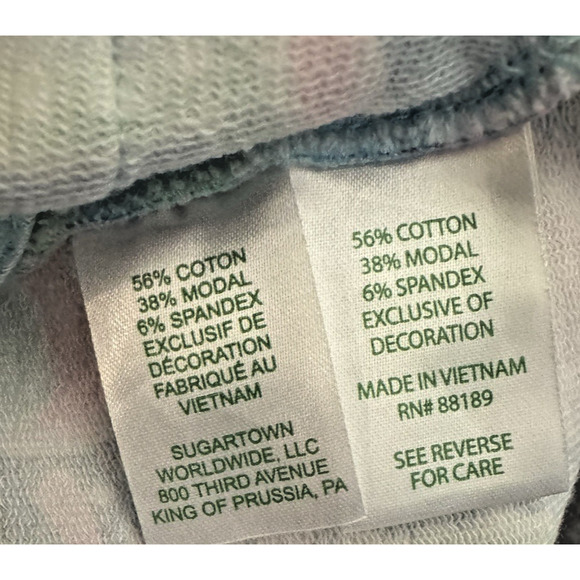 56% COTON
38% MODAL
6% SPANDEX
EXCLUSIF DE
DÉCORATION
FABRIQUÉ AU
VIETNAM
SUGARTOWN
WORLDWIDE, LLC
800 THIRD AVENUE
KING OF PRUSSIA, PA
56% COTTON
38% MODAL
6% SPANDEX
EXCLUSIVE OF
DECORATION
MADE IN VIETNAM
RN# 88189
SEE REVERSE
FOR CARE